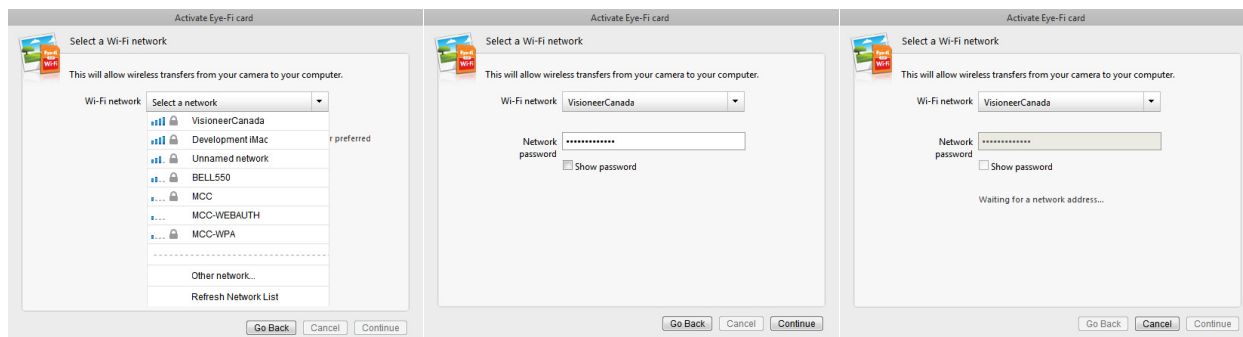 Activate Eye-Fi card
Select a Wi-Fi network
This will allow wireless transfers from your camera to your computer.
Wi-Fi network Select a network
VisioneerCanada
Development iMac
r preferred
Unnamed network
BELL550
MCC
MCC-WEBAUTH
MCC-WPA
Other network...
Refresh Network List
Go Back Cancel Continue
Activate Eye-Fi card
Select a Wi-Fi network
This will allow wireless transfers from your camera to your computer.
Wi-Fi network VisioneerCanada
Network password •••••••••••••
Show password
Go Back Cancel Continue
Activate Eye-Fi card
Select a Wi-Fi network
This will allow wireless transfers from your camera to your computer.
Wi-Fi network VisioneerCanada
Network password •••••••••••••
Show password
Waiting for a network address...
Go Back Cancel Continue